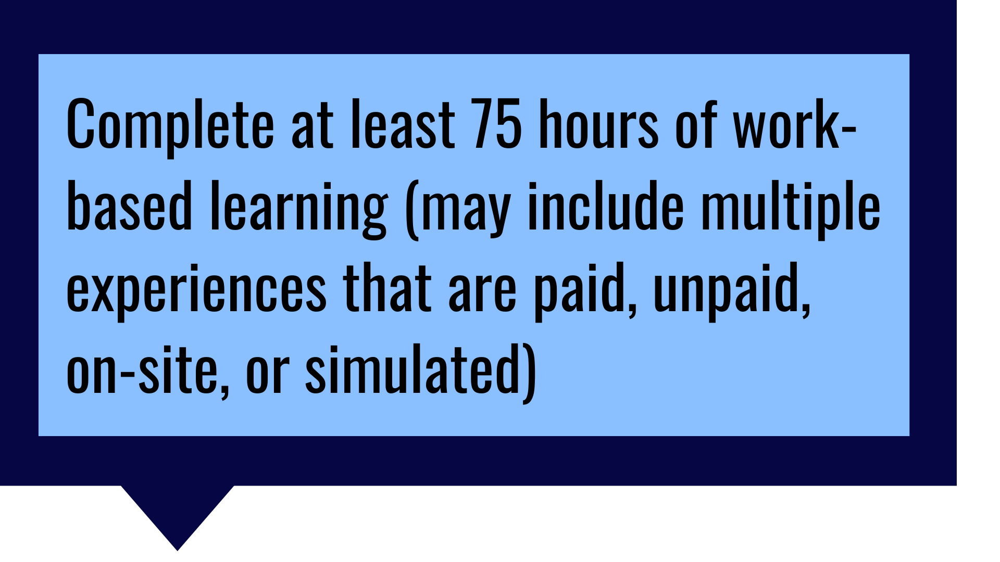 Complete at least 75 hours of work-
based learning (may include multiple
experiences that are paid, unpaid,
on-site, or simulated)